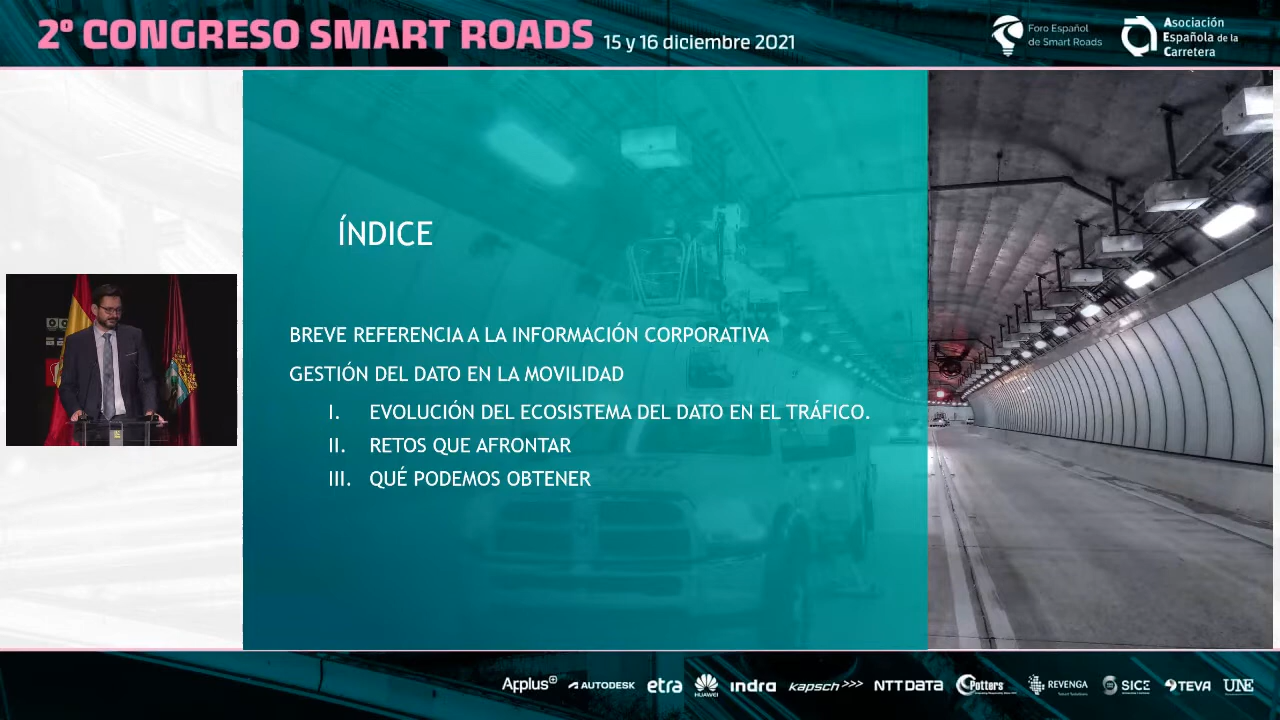 2º CONGRESO SMART ROADS 15 y 16 diciembre 2021
Foro Español
de Smart Roads
Asociación
Española de la
Carretera
ÍNDICE
BREVE REFERENCIA A LA INFORMACIÓN CORPORATIVA
GESTIÓN DEL DATO EN LA MOVILIDAD
I. EVOLUCIÓN DEL ECOSISTEMA DEL DATO EN EL TRÁFICO.
II. RETOS QUE AFRONTAR
III. QUÉ PODEMOS OBTENER
Applus+ AUTODESK etra HUAWEI indra kapsch>>> NTT DATA Potters REVENGA SICE TEVA UNE